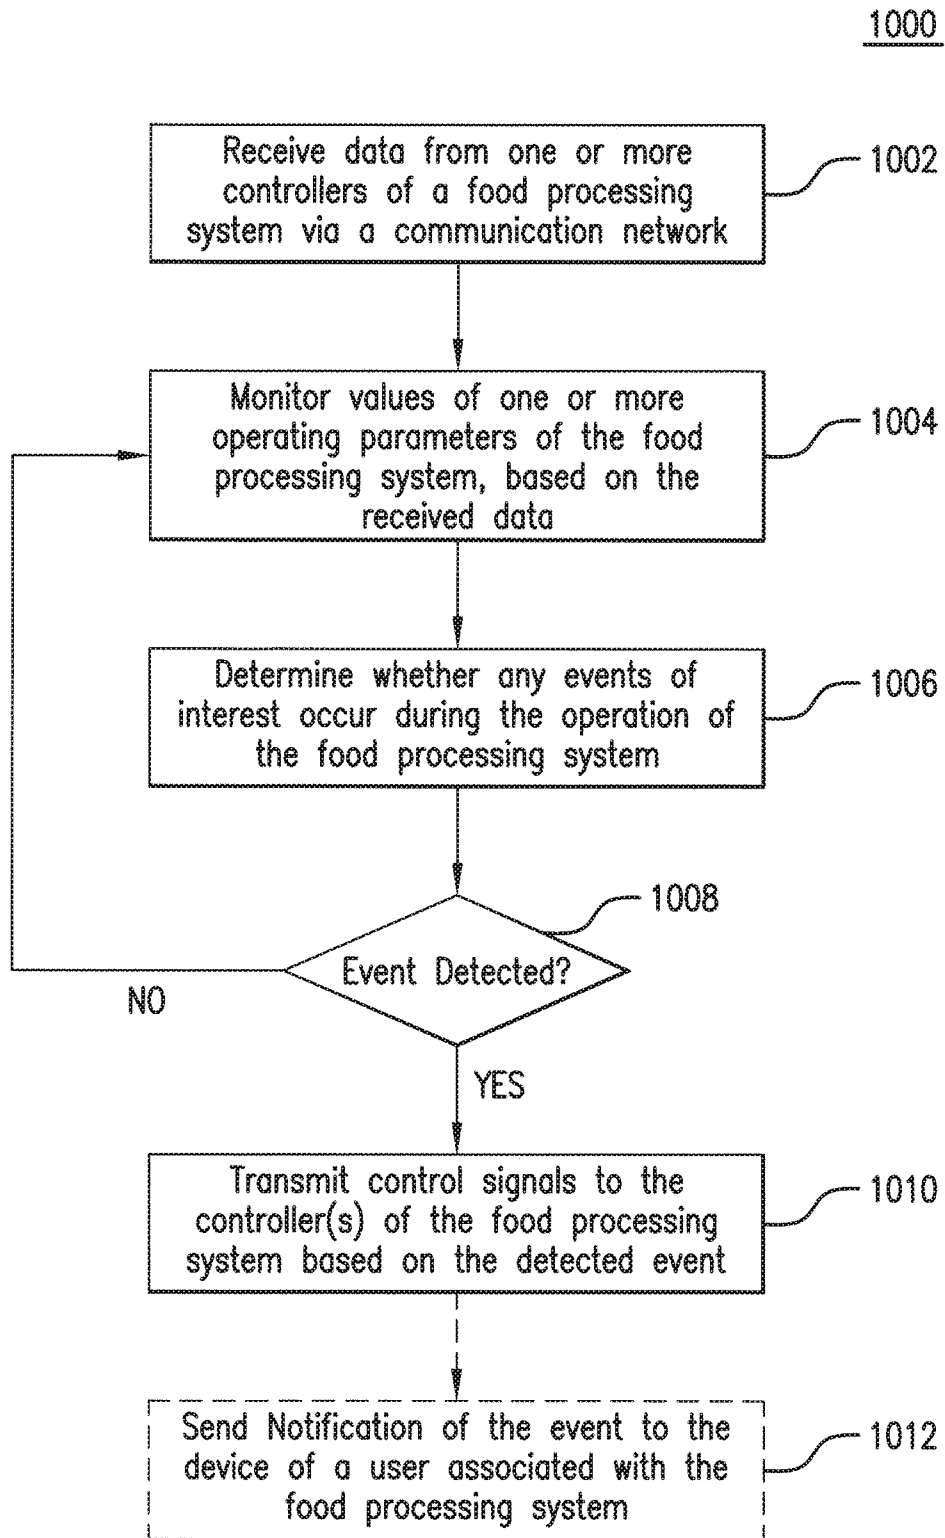 1000
Receive data from one or more
controllers of a food processing
system via a communication network
1002
Monitor values of one or more
operating parameters of the food
processing system, based on the
received data
1004
Determine whether any events of
interest occur during the operation of
the food processing system
1006
Event Detected?
1008
NO
YES
Transmit control signals to the
controller(s) of the food processing
system based on the detected event
1010
Send Notification of the event to the
device of a user associated with the
food processing system
1012